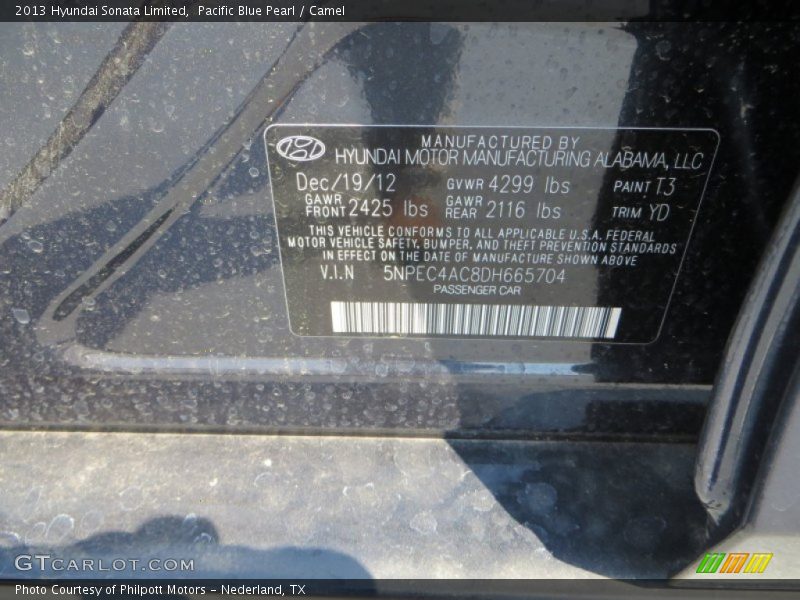 2013 Hyundai Sonata Limited, Pacific Blue Pearl / Camel
MANUFACTURED BY
HYUNDAI MOTOR MANUFACTURING ALABAMA, LLC
Dec/19/12 GVWR 4299 lbs PAINT T3
GAWR FRONT 2425 lbs GAWR REAR 2116 lbs TRIM YD
THIS VEHICLE CONFORMS TO ALL APPLICABLE U.S.A. FEDERAL
MOTOR VEHICLE SAFETY, BUMPER, AND THEFT PREVENTION STANDARDS
IN EFFECT ON THE DATE OF MANUFACTURE SHOWN ABOVE
V.I.N 5NPEC4AC8DH665704
PASSENGER CAR
GTCARLOT.COM
Photo Courtesy of Philpott Motors - Nederland, TX